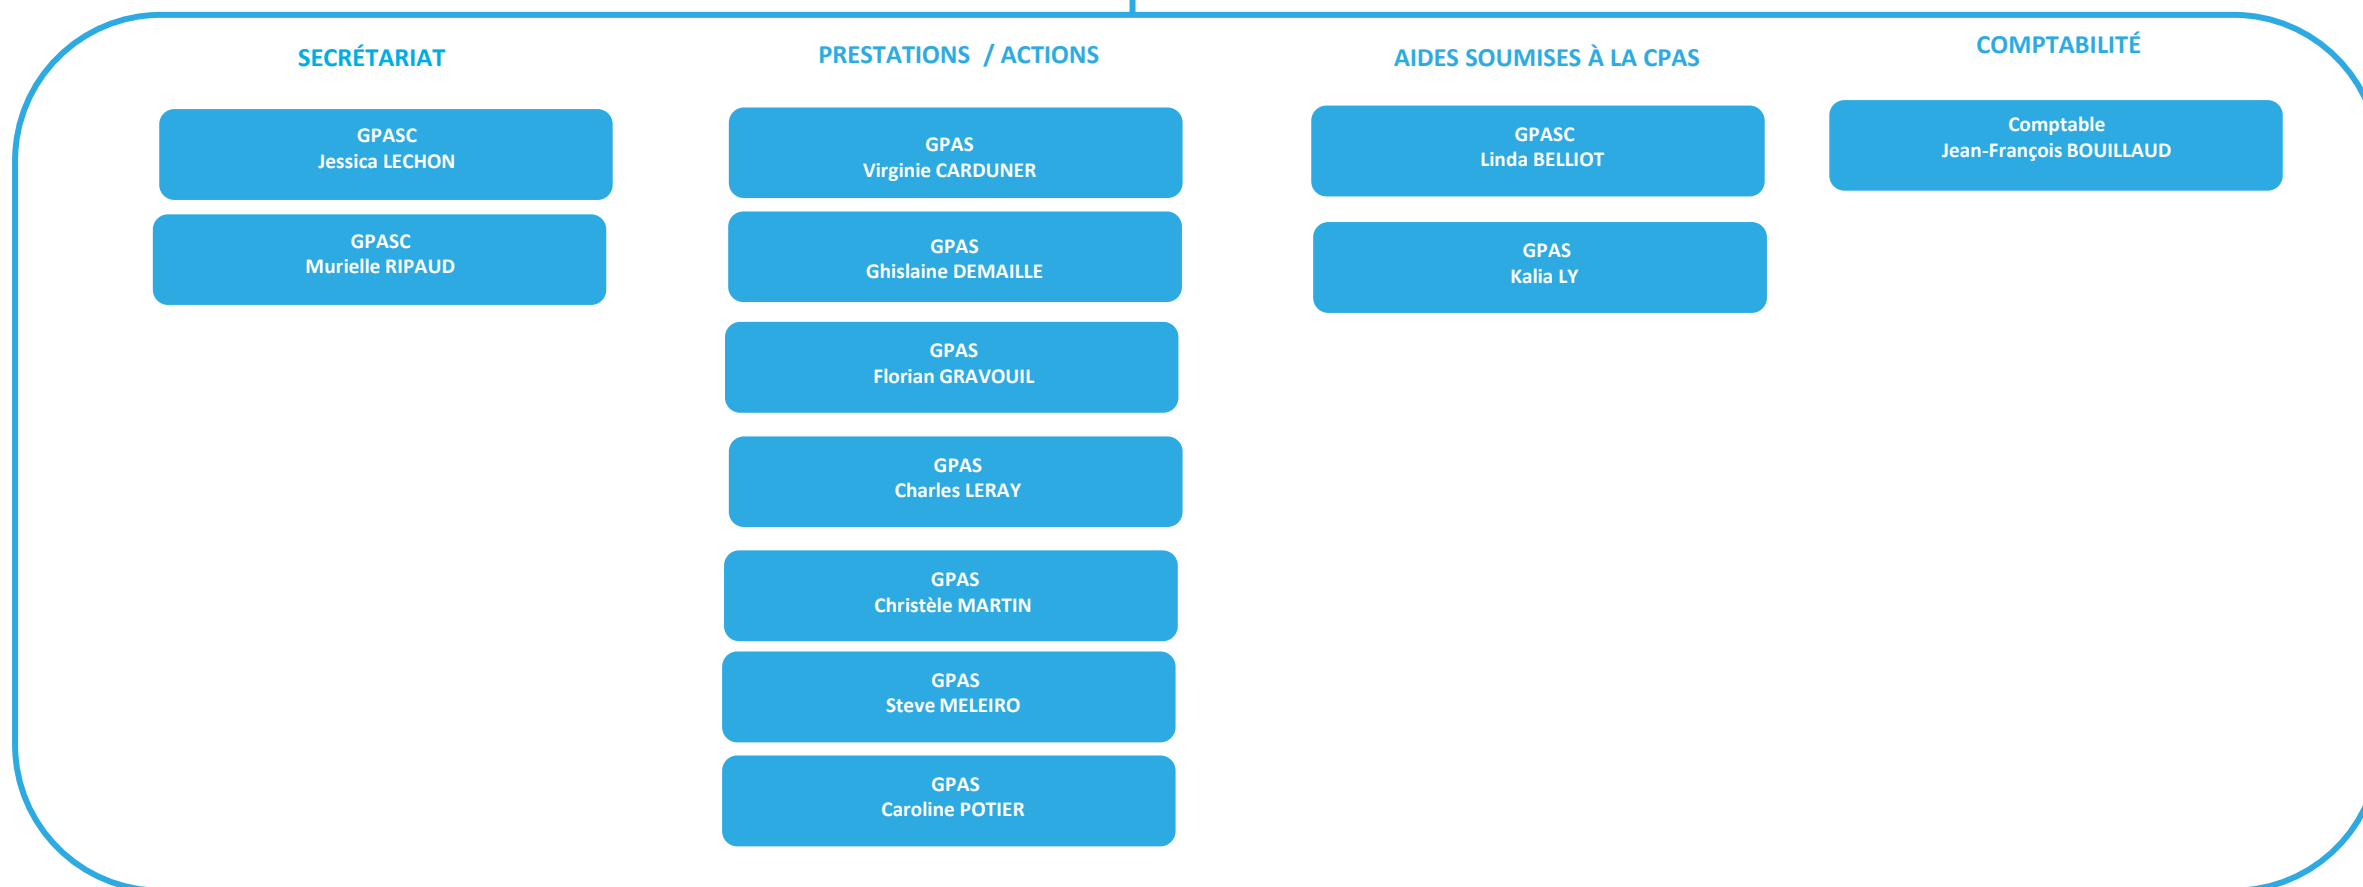 SECRÉTARIAT
GPASC
Jessica LECHON
GPASC
Murielle RIPAUD
PRESTATIONS / ACTIONS
GPAS
Virginie CARDUNER
GPAS
Ghislaine DEMAILLE
GPAS
Florian GRAVOUIL
GPAS
Charles LERAY
GPAS
Christèle MARTIN
GPAS
Steve MELEIRO
GPAS
Caroline POTIER
AIDES SOUMISES À LA CPAS
GPASC
Linda BELLIOT
GPAS
Kalia LY
COMPTABILITÉ
Comptable
Jean-François BOUILLAUD